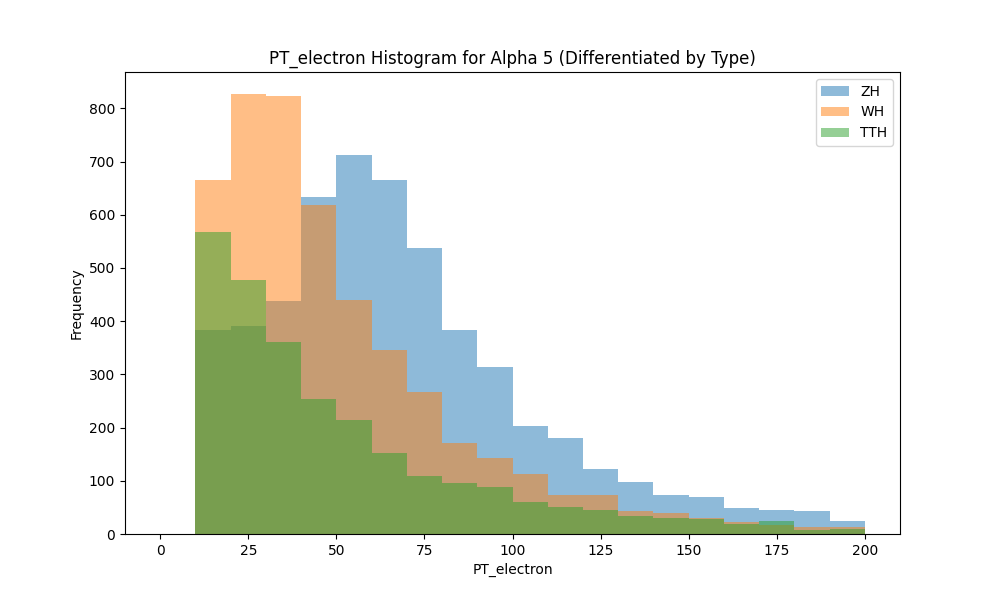 PT_electron Histogram for Alpha 5 (Differentiated by Type)
ZH
WH
TTH
Frequency
800
700
600
500
400
300
200
100
0
0 25 50 75 100 125 150 175 200
PT_electron